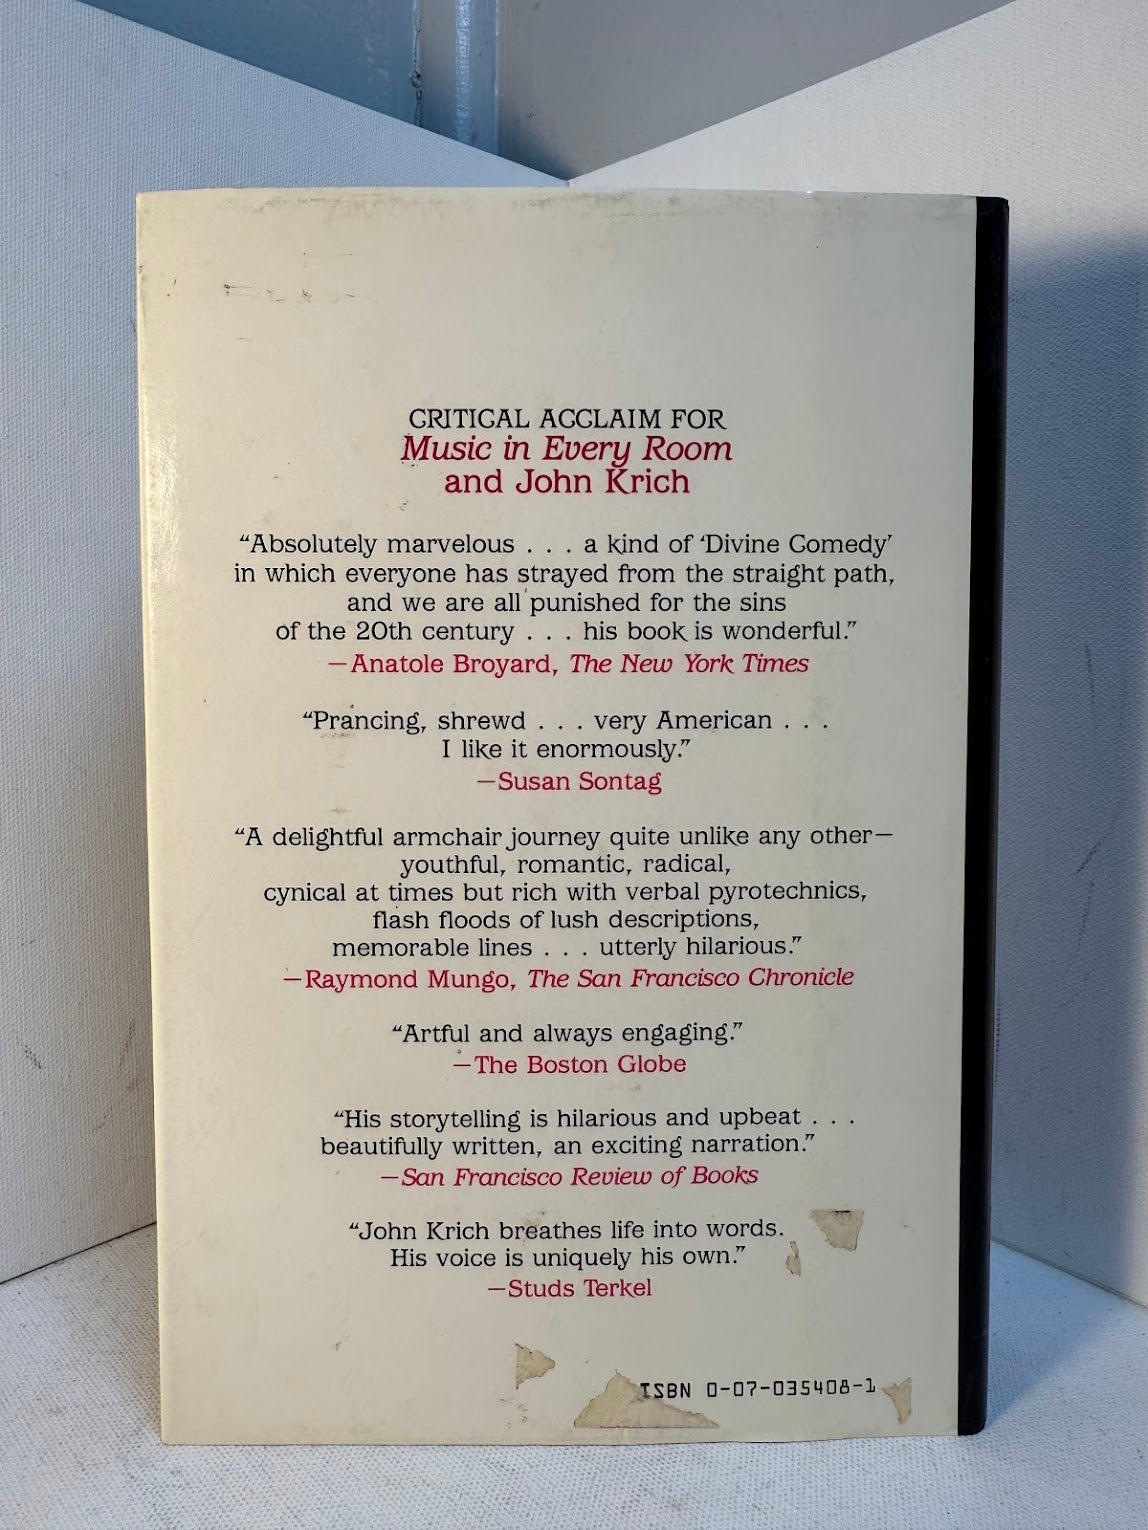 CRITICAL ACCLAIM FOR
Music in Every Room
and John Krich
“Absolutely marvelous . . . a kind of ‘Divine Comedy’
in which everyone has strayed from the straight path,
and we are all punished for the sins
of the 20th century . . . his book is wonderful.”
—Anatole Broyard, The New York Times
“Prancing, shrewd . . . very American . . .
I like it enormously.”
—Susan Sontag
“A delightful armchair journey quite unlike any other—
youthful, romantic, radical,
cynical at times but rich with verbal pyrotechnics,
flash floods of lush descriptions,
memorable lines . . . utterly hilarious.”
—Raymond Mungo, The San Francisco Chronicle
“Artful and always engaging.”
—The Boston Globe
“His storytelling is hilarious and upbeat . . .
beautifully written, an exciting narration.”
—San Francisco Review of Books
“John Krich breathes life into words.
His voice is uniquely his own.”
—Studs Terkel
ISBN 0-07-035408-1